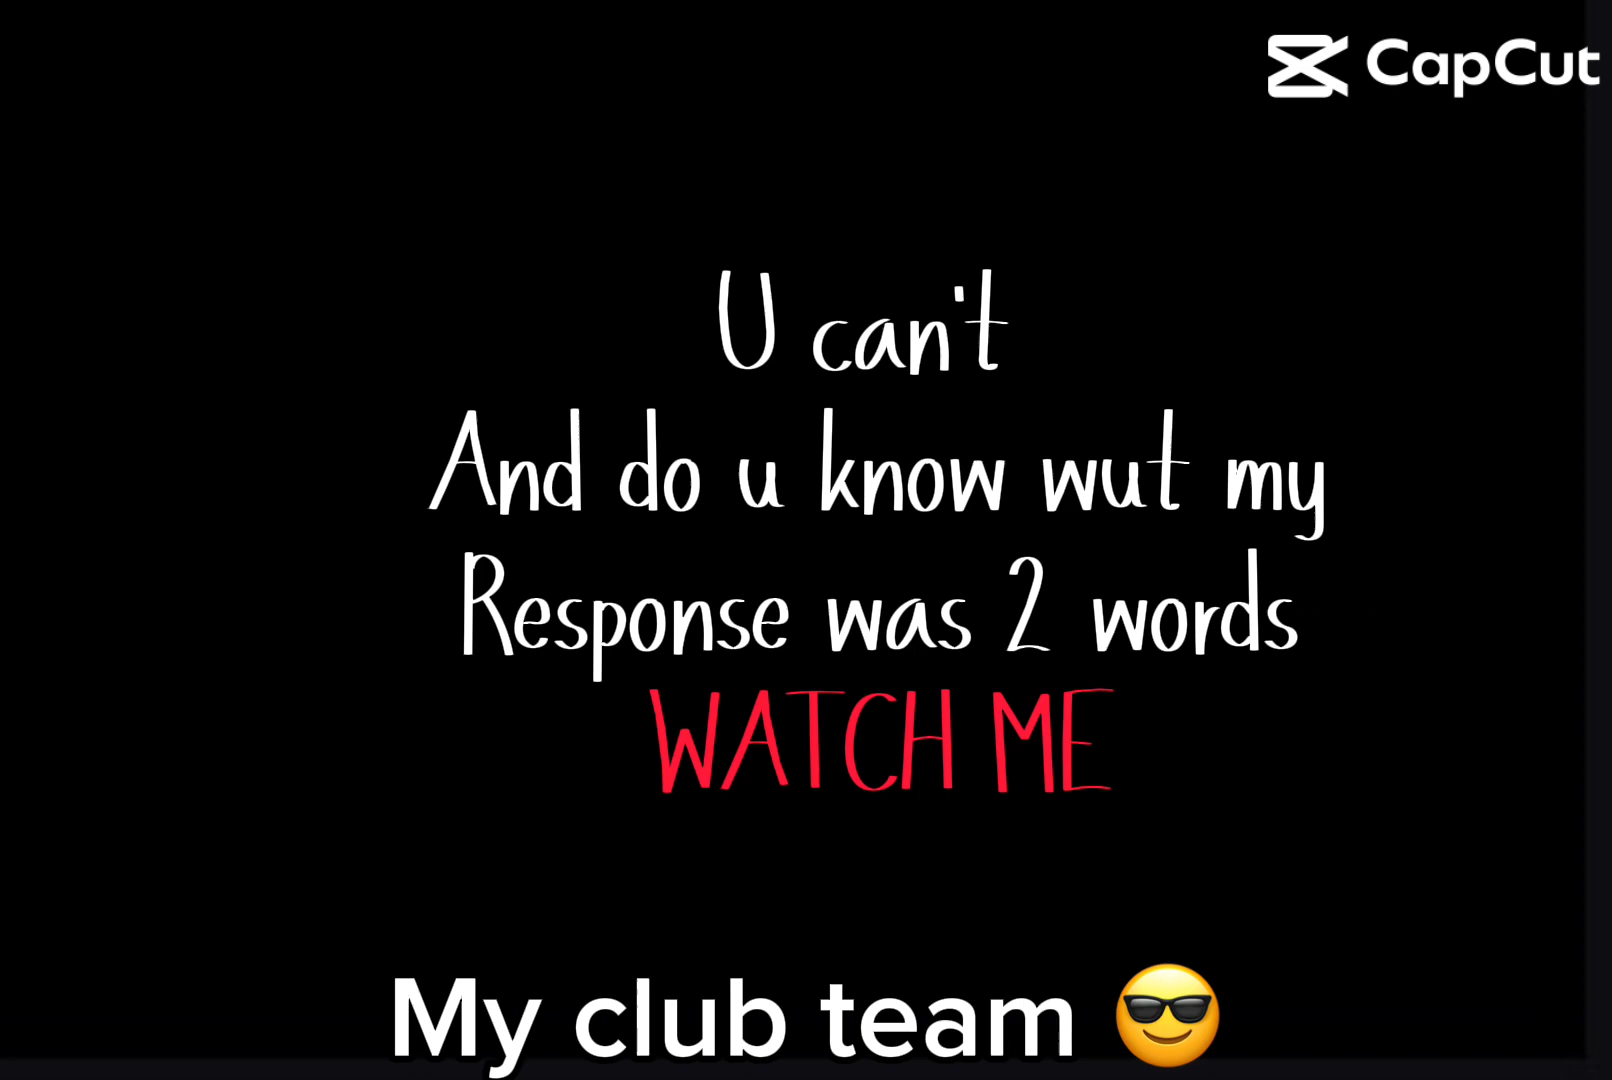 CapCut
U can't
And do u know wut my
Response was 2 words
WATCH ME
My club team 😎